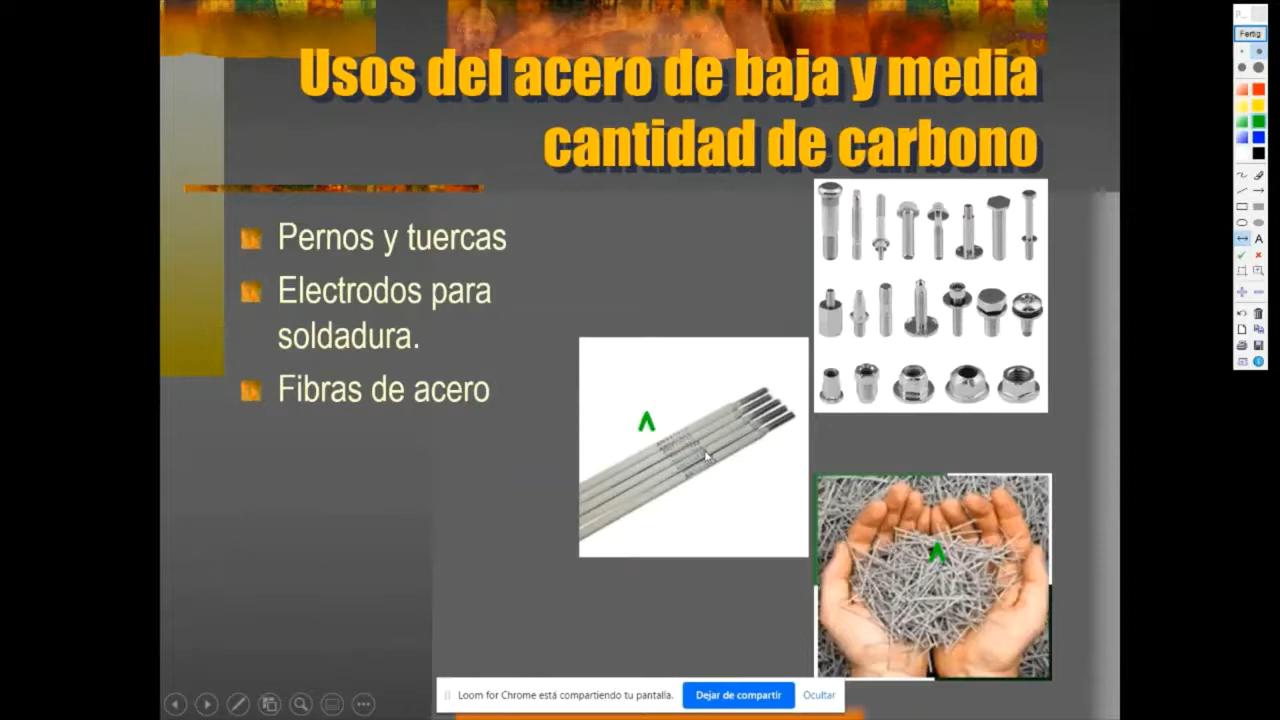 Usos del acero de baja y media
cantidad de carbono
Pernos y tuercas
Electrodos para
soldadura.
Fibras de acero
Fertig
A
Loom for Chrome está compartiendo tu pantalla.
Dejar de compartir
Ocultar